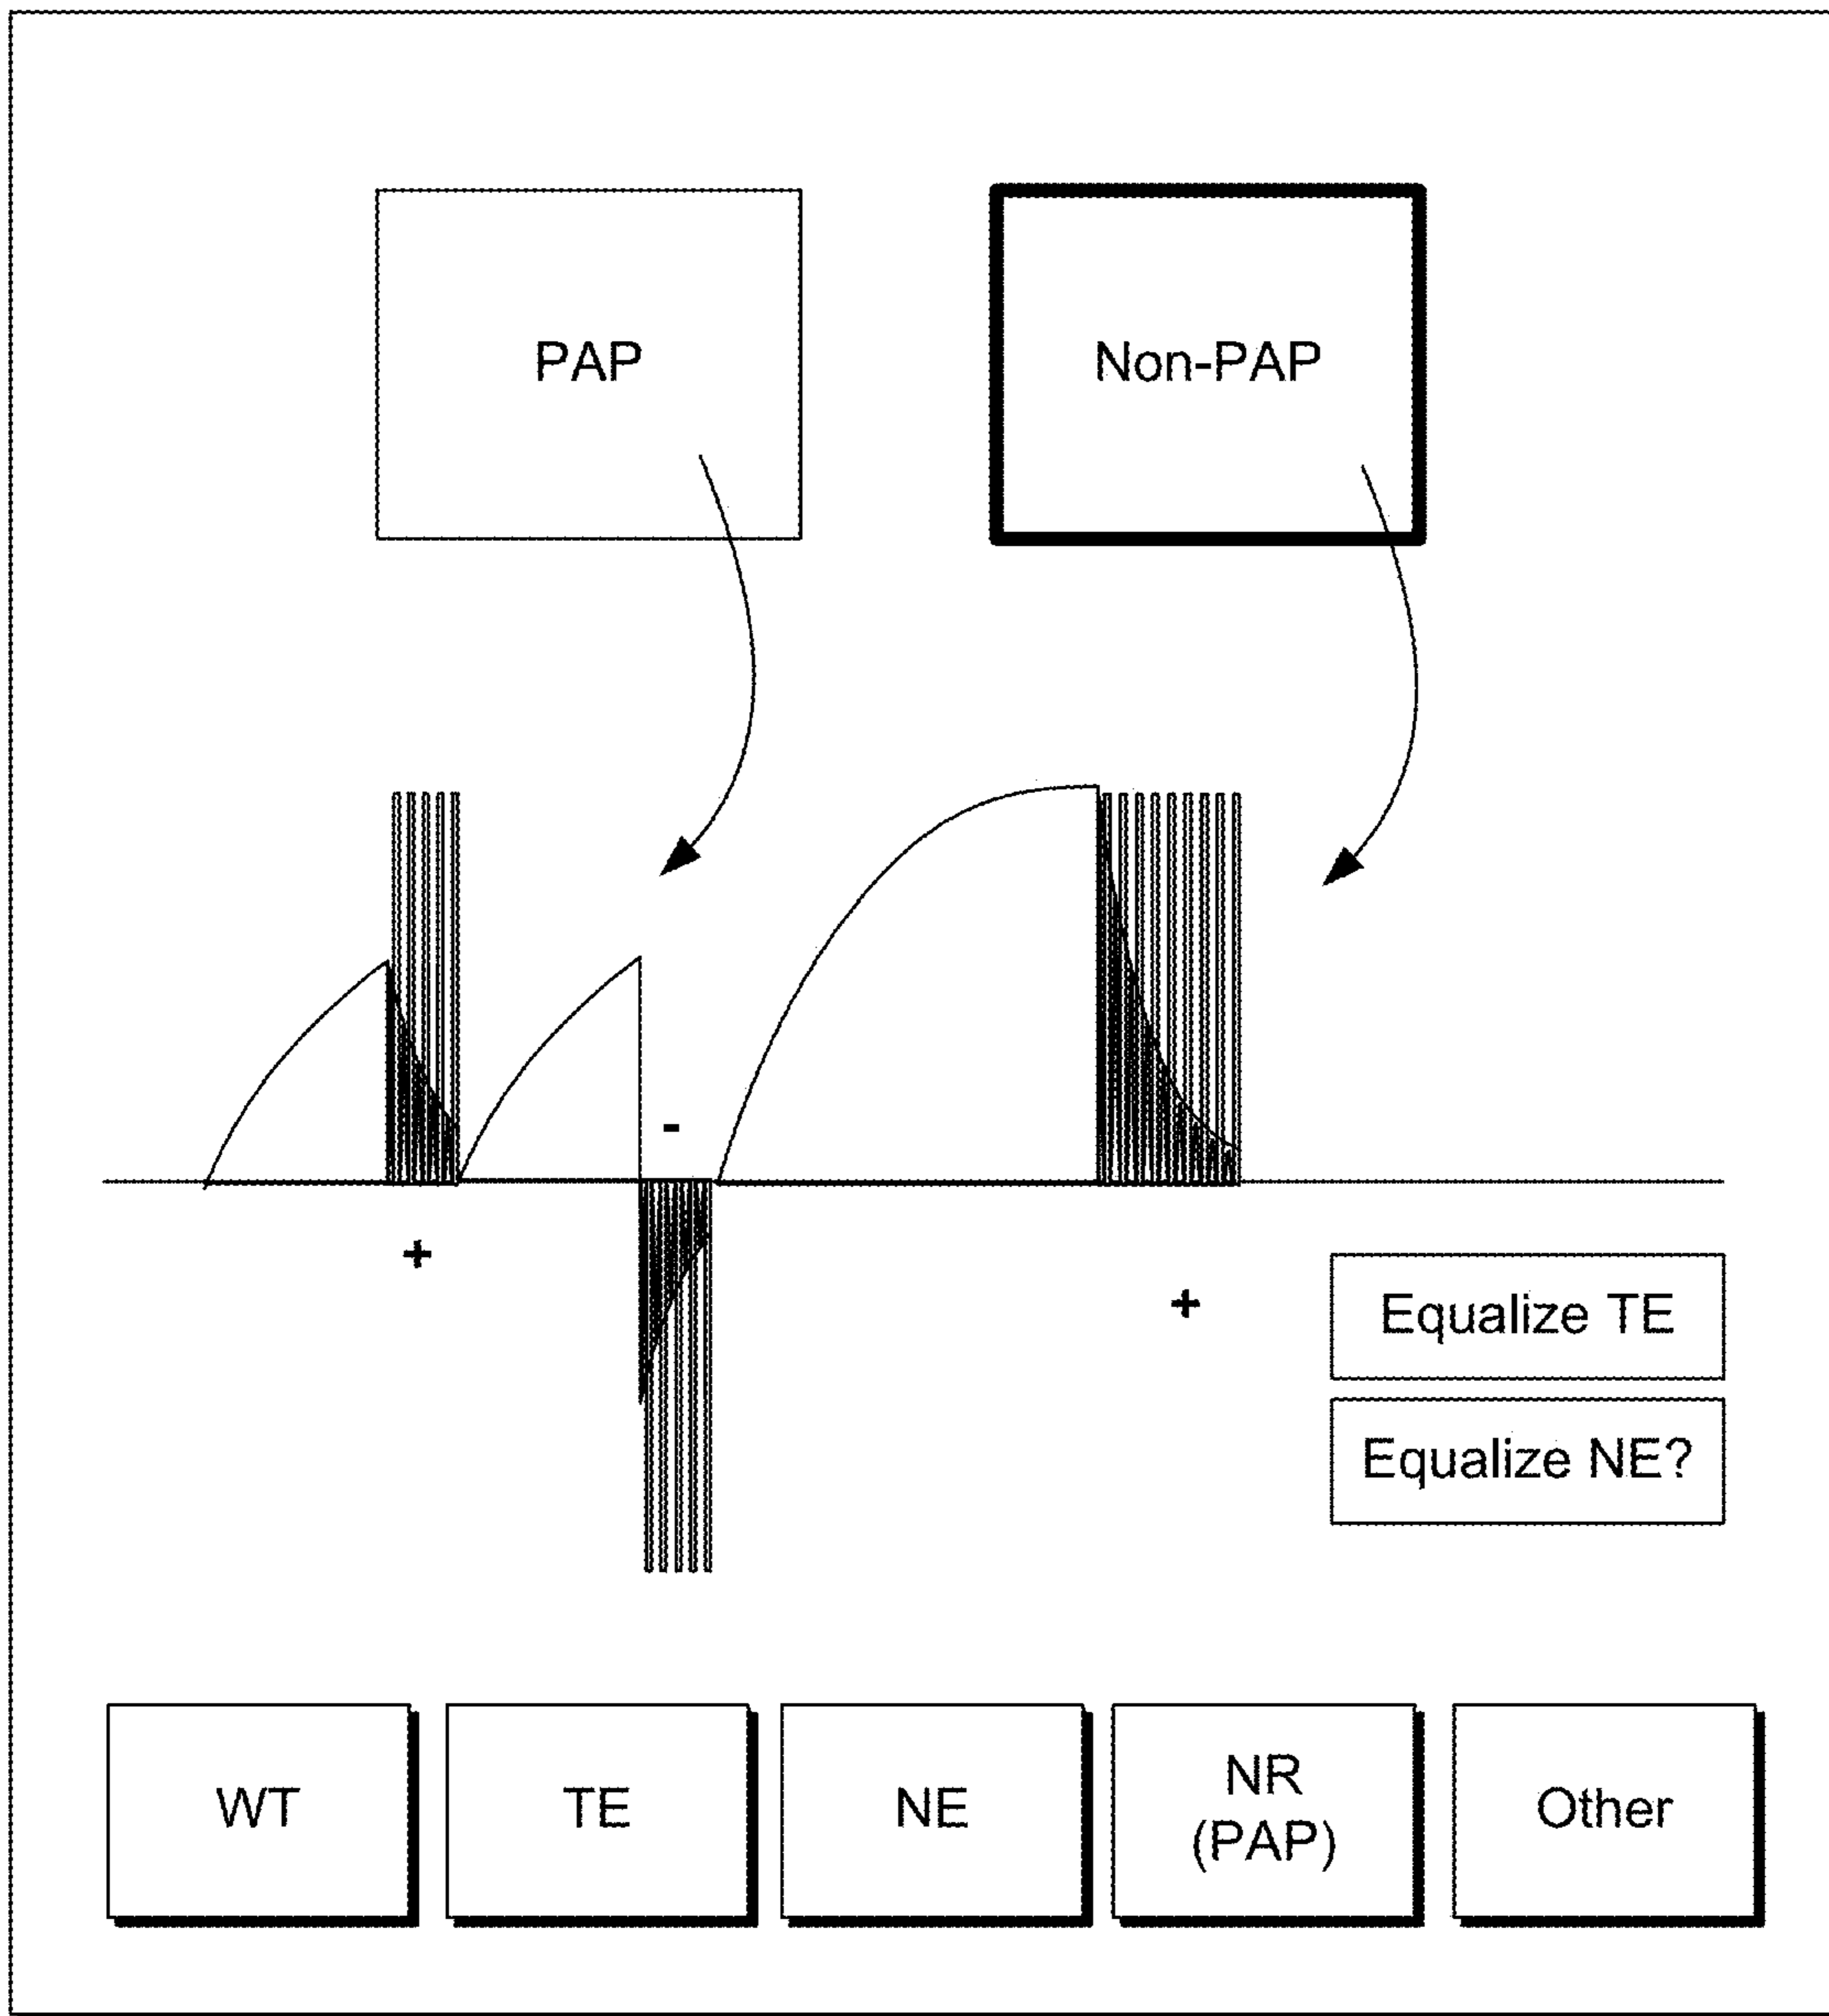 PAP
Non-PAP
-
+
+
Equalize TE
Equalize NE?
WT
TE
NE
NR
(PAP)
Other